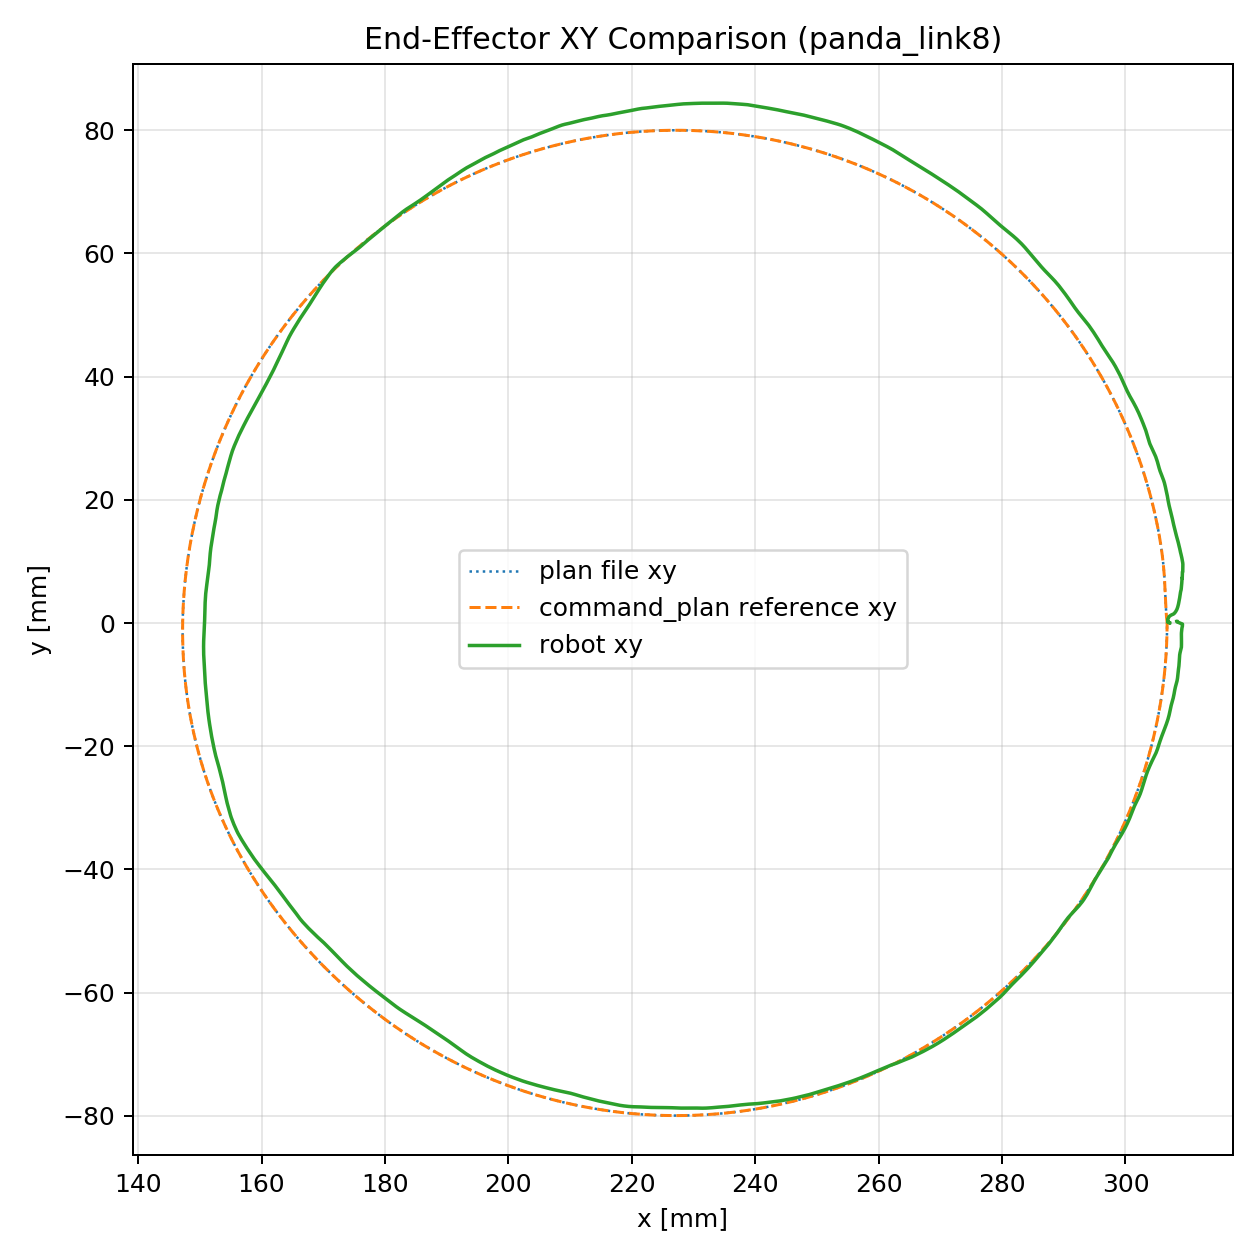 End-Effector XY Comparison (panda_link8)
80
60
40
20
0
−20
−40
−60
−80
y [mm]
plan file xy
command_plan reference xy
robot xy
140 160 180 200 220 240 260 280 300
x [mm]